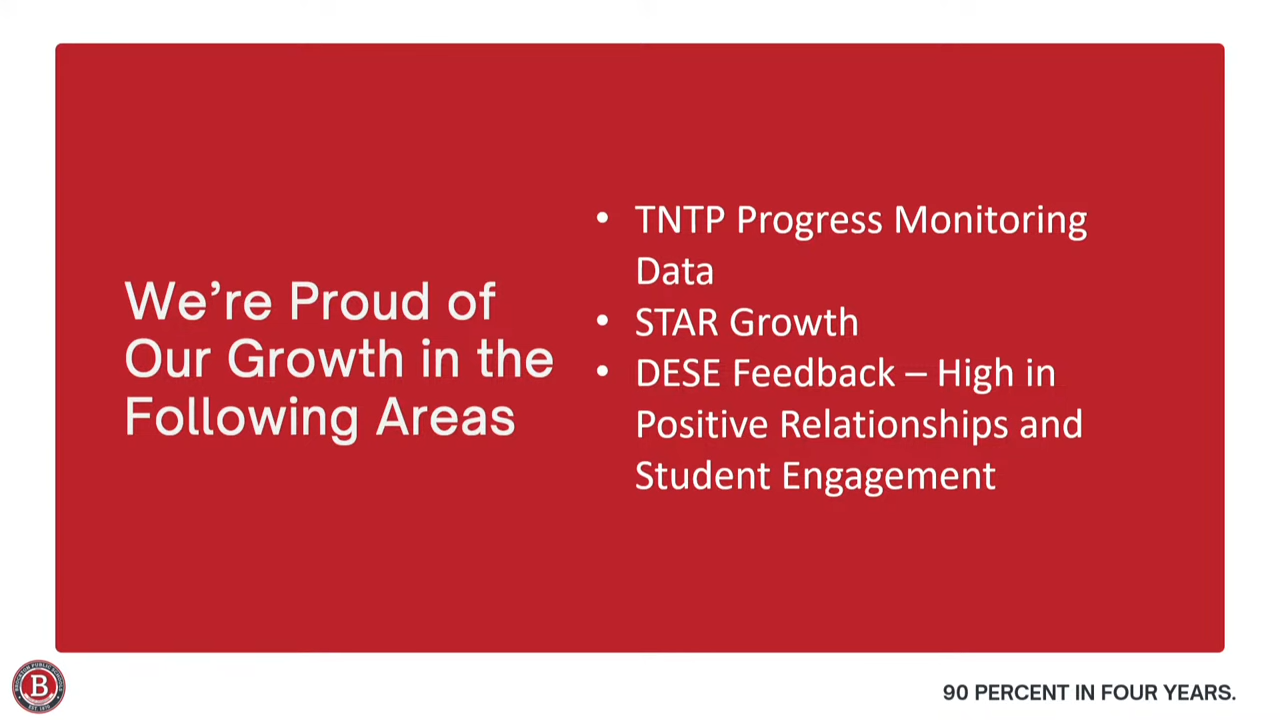 We’re Proud of
Our Growth in the
Following Areas
• TNTP Progress Monitoring
Data
• STAR Growth
• DESE Feedback – High in
Positive Relationships and
Student Engagement
B
90 PERCENT IN FOUR YEARS.